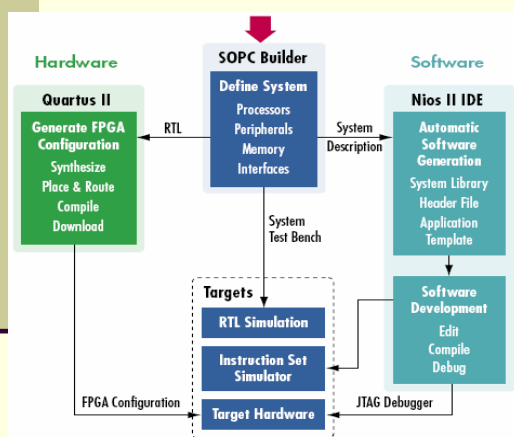 Hardware
SOPC Builder
Software
Quartus II
Generate FPGA
Configuration
Synthesize
Place & Route
Compile
Download
RTL
Define System
Processors
Peripherals
Memory
Interfaces
System
Description
Nios II IDE
Automatic
Software
Generation
System Library
Header File
Application
Template
System
Test Bench
Targets
RTL Simulation
Instruction Set
Simulator
Target Hardware
Software
Development
Edit
Compile
Debug
FPGA Configuration
JTAG Debugger